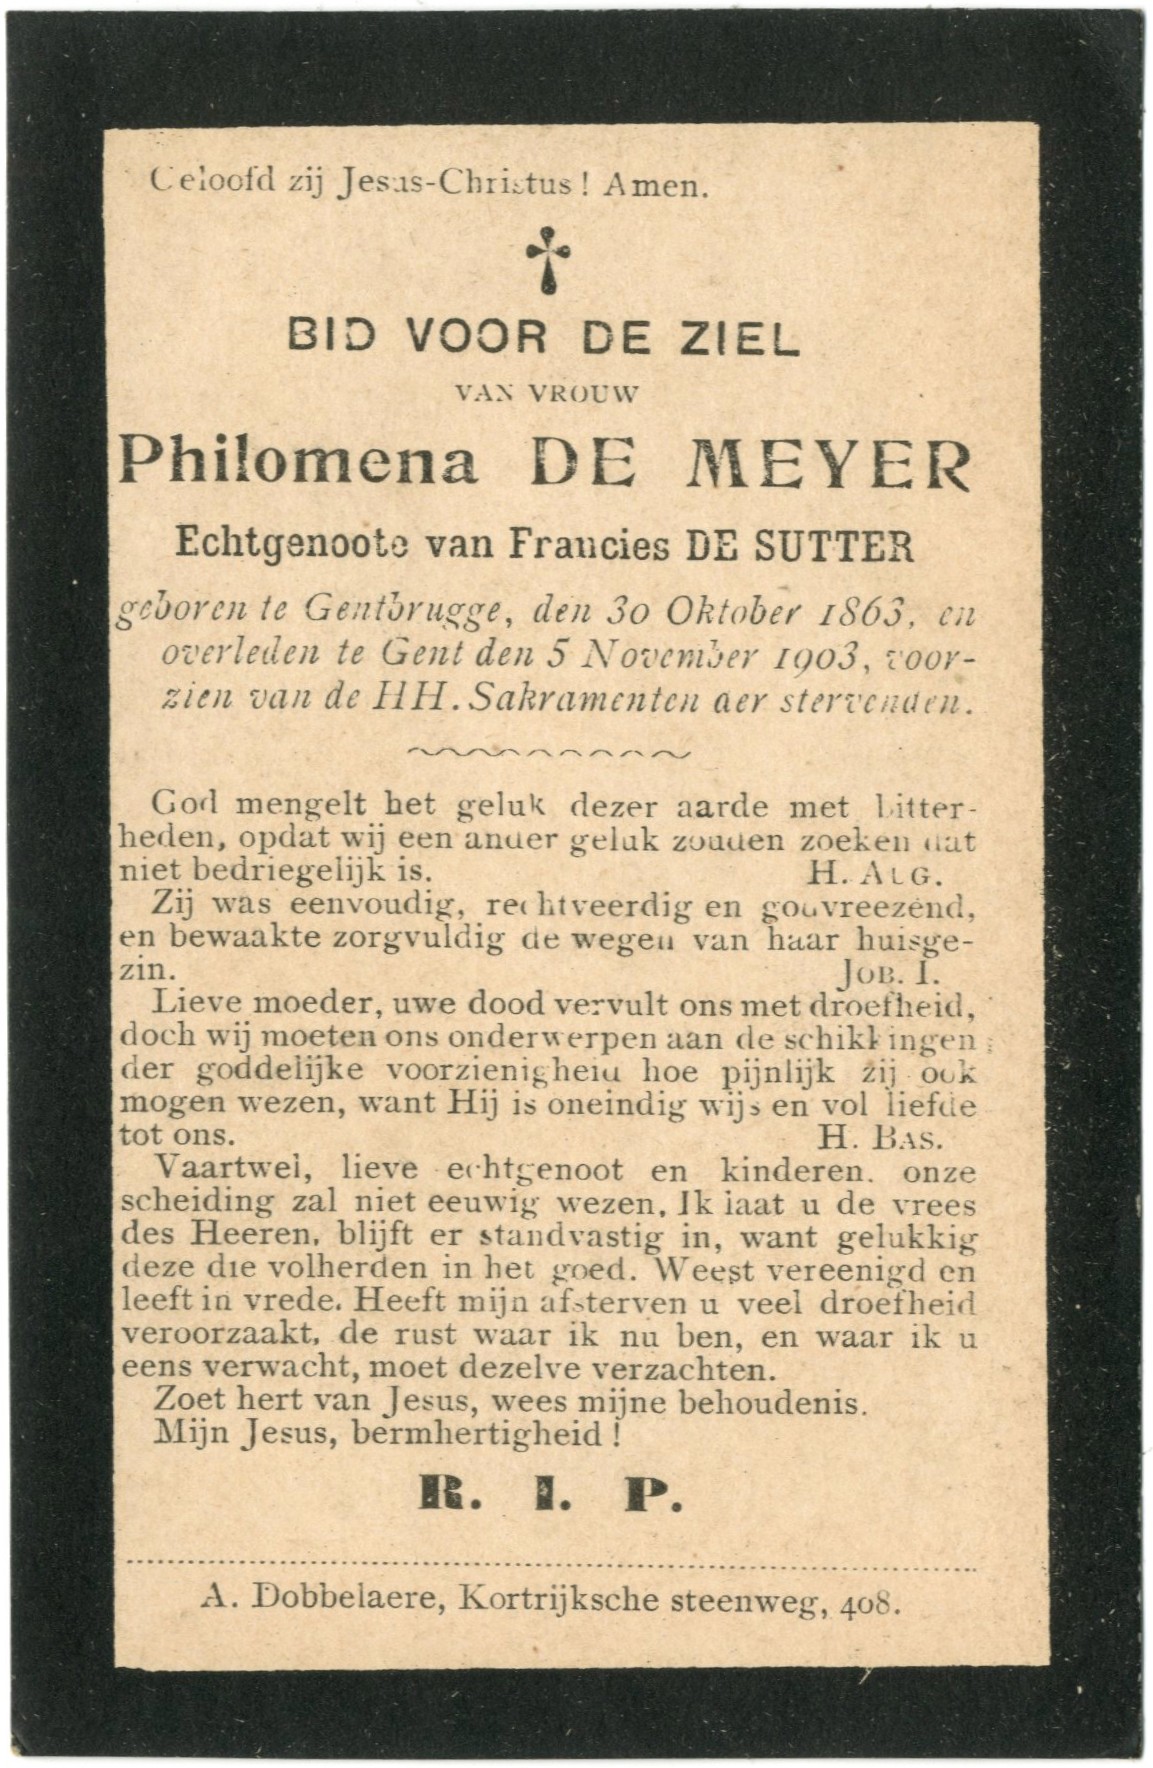 Geloofd zij Jesus-Christus! Amen.
BID VOOR DE ZIEL
VAN VROUW
Philomena DE MEYER
Echtgenoote van Francies DE SUTTER
geboren te Gentbrugge, den 30 Oktober 1863, en
overleden te Gent den 5 November 1903, voor-
zien van de HH. Sakramenten der stervenden.
God mengelt het geluk dezer aarde met bitter-
heden, opdat wij een ander geluk zouden zoeken dat
niet bedriegelijk is. H. AUG.
Zij was eenvoudig, rechtveerdig en godvreezend,
en bewaakte zorgvuldig de wegen van haar huisge-
zin. JOB. I.
Lieve moeder, uwe dood vervult ons met droefheid,
doch wij moeten ons onderwerpen aan de schikkingen
der goddelijke voorzienigheid hoe pijnlijk zij ook
mogen wezen, want Hij is oneindig wijs en vol liefde
tot ons. H. BAS.
Vaartwel, lieve echtgenoot en kinderen. onze
scheiding zal niet eeuwig wezen, Ik laat u de vrees
des Heeren, blijft er standvastig in, want gelukkig
deze die volherden in het goed. Weest vereenigd en
leeft in vrede. Heeft mijn afsterven u veel droefheid
veroorzaakt, de rust waar ik nu ben, en waar ik u
eens verwacht, moet dezelve verzachten.
Zoet hert van Jesus, wees mijne behoudenis.
Mijn Jesus, bermhertigheid!
R. I. P.
A. Dobbelaere, Kortrijksche steenweg, 408.